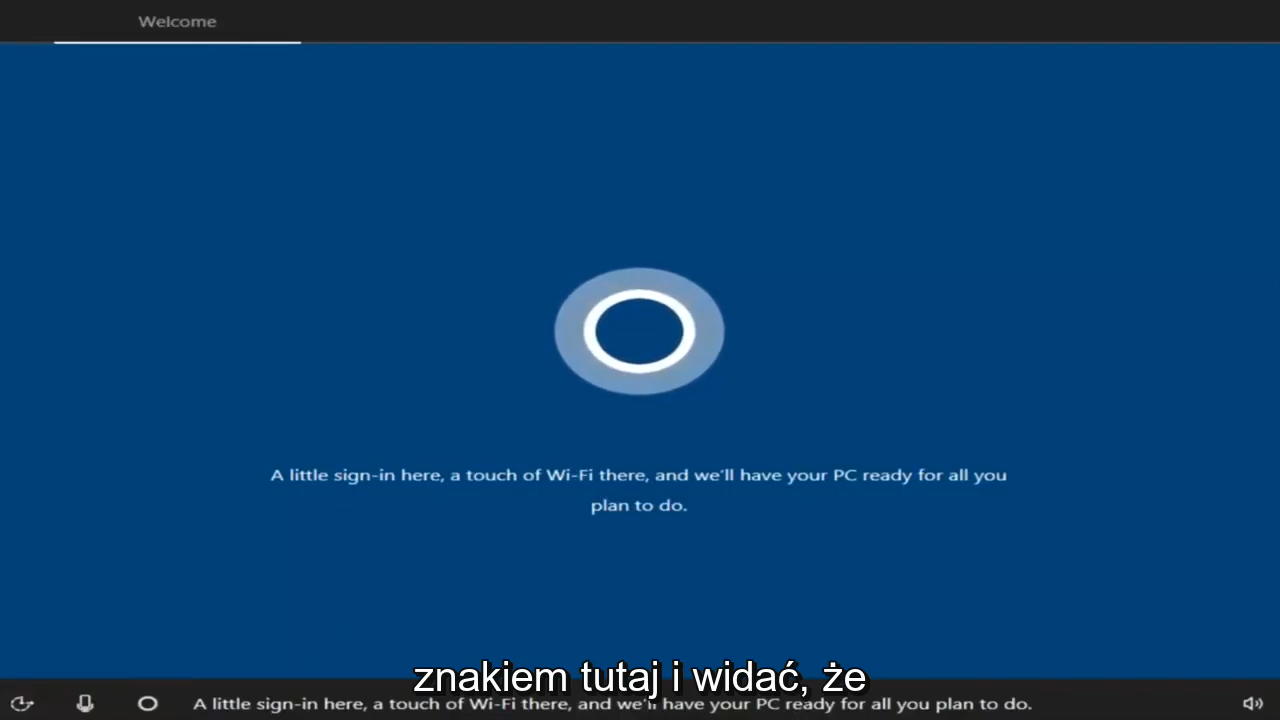 Welcome
A little sign-in here, a touch of Wi-Fi there, and we'll have your PC ready for all you
plan to do.
znakiem tutaj i widać, że
A little sign-in here, a touch of Wi-Fi there, and we'll have your PC ready for all you plan to do.